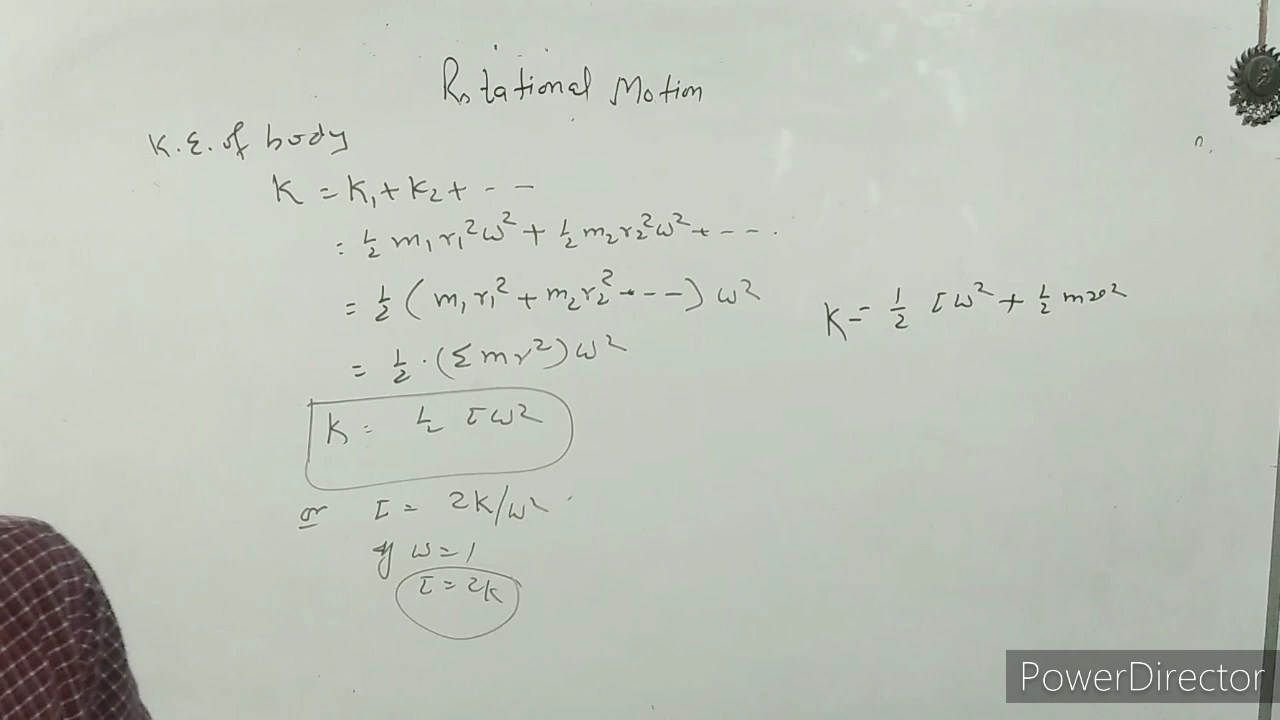 Rotational Motion
K.E. of body
K = K₁ + K₂ + - -
= ½ m₁r₁²ω² + ½ m₂r₂²ω² + - - -.
= ½ (m₁r₁² + m₂r₂² + - - -) ω²
= ½ · (Σmr²)ω²
K = ½ Iω²
or I = 2K/ω²
if ω = 1
I = 2K
K = ½ Iω² + ½ mv²
PowerDirector